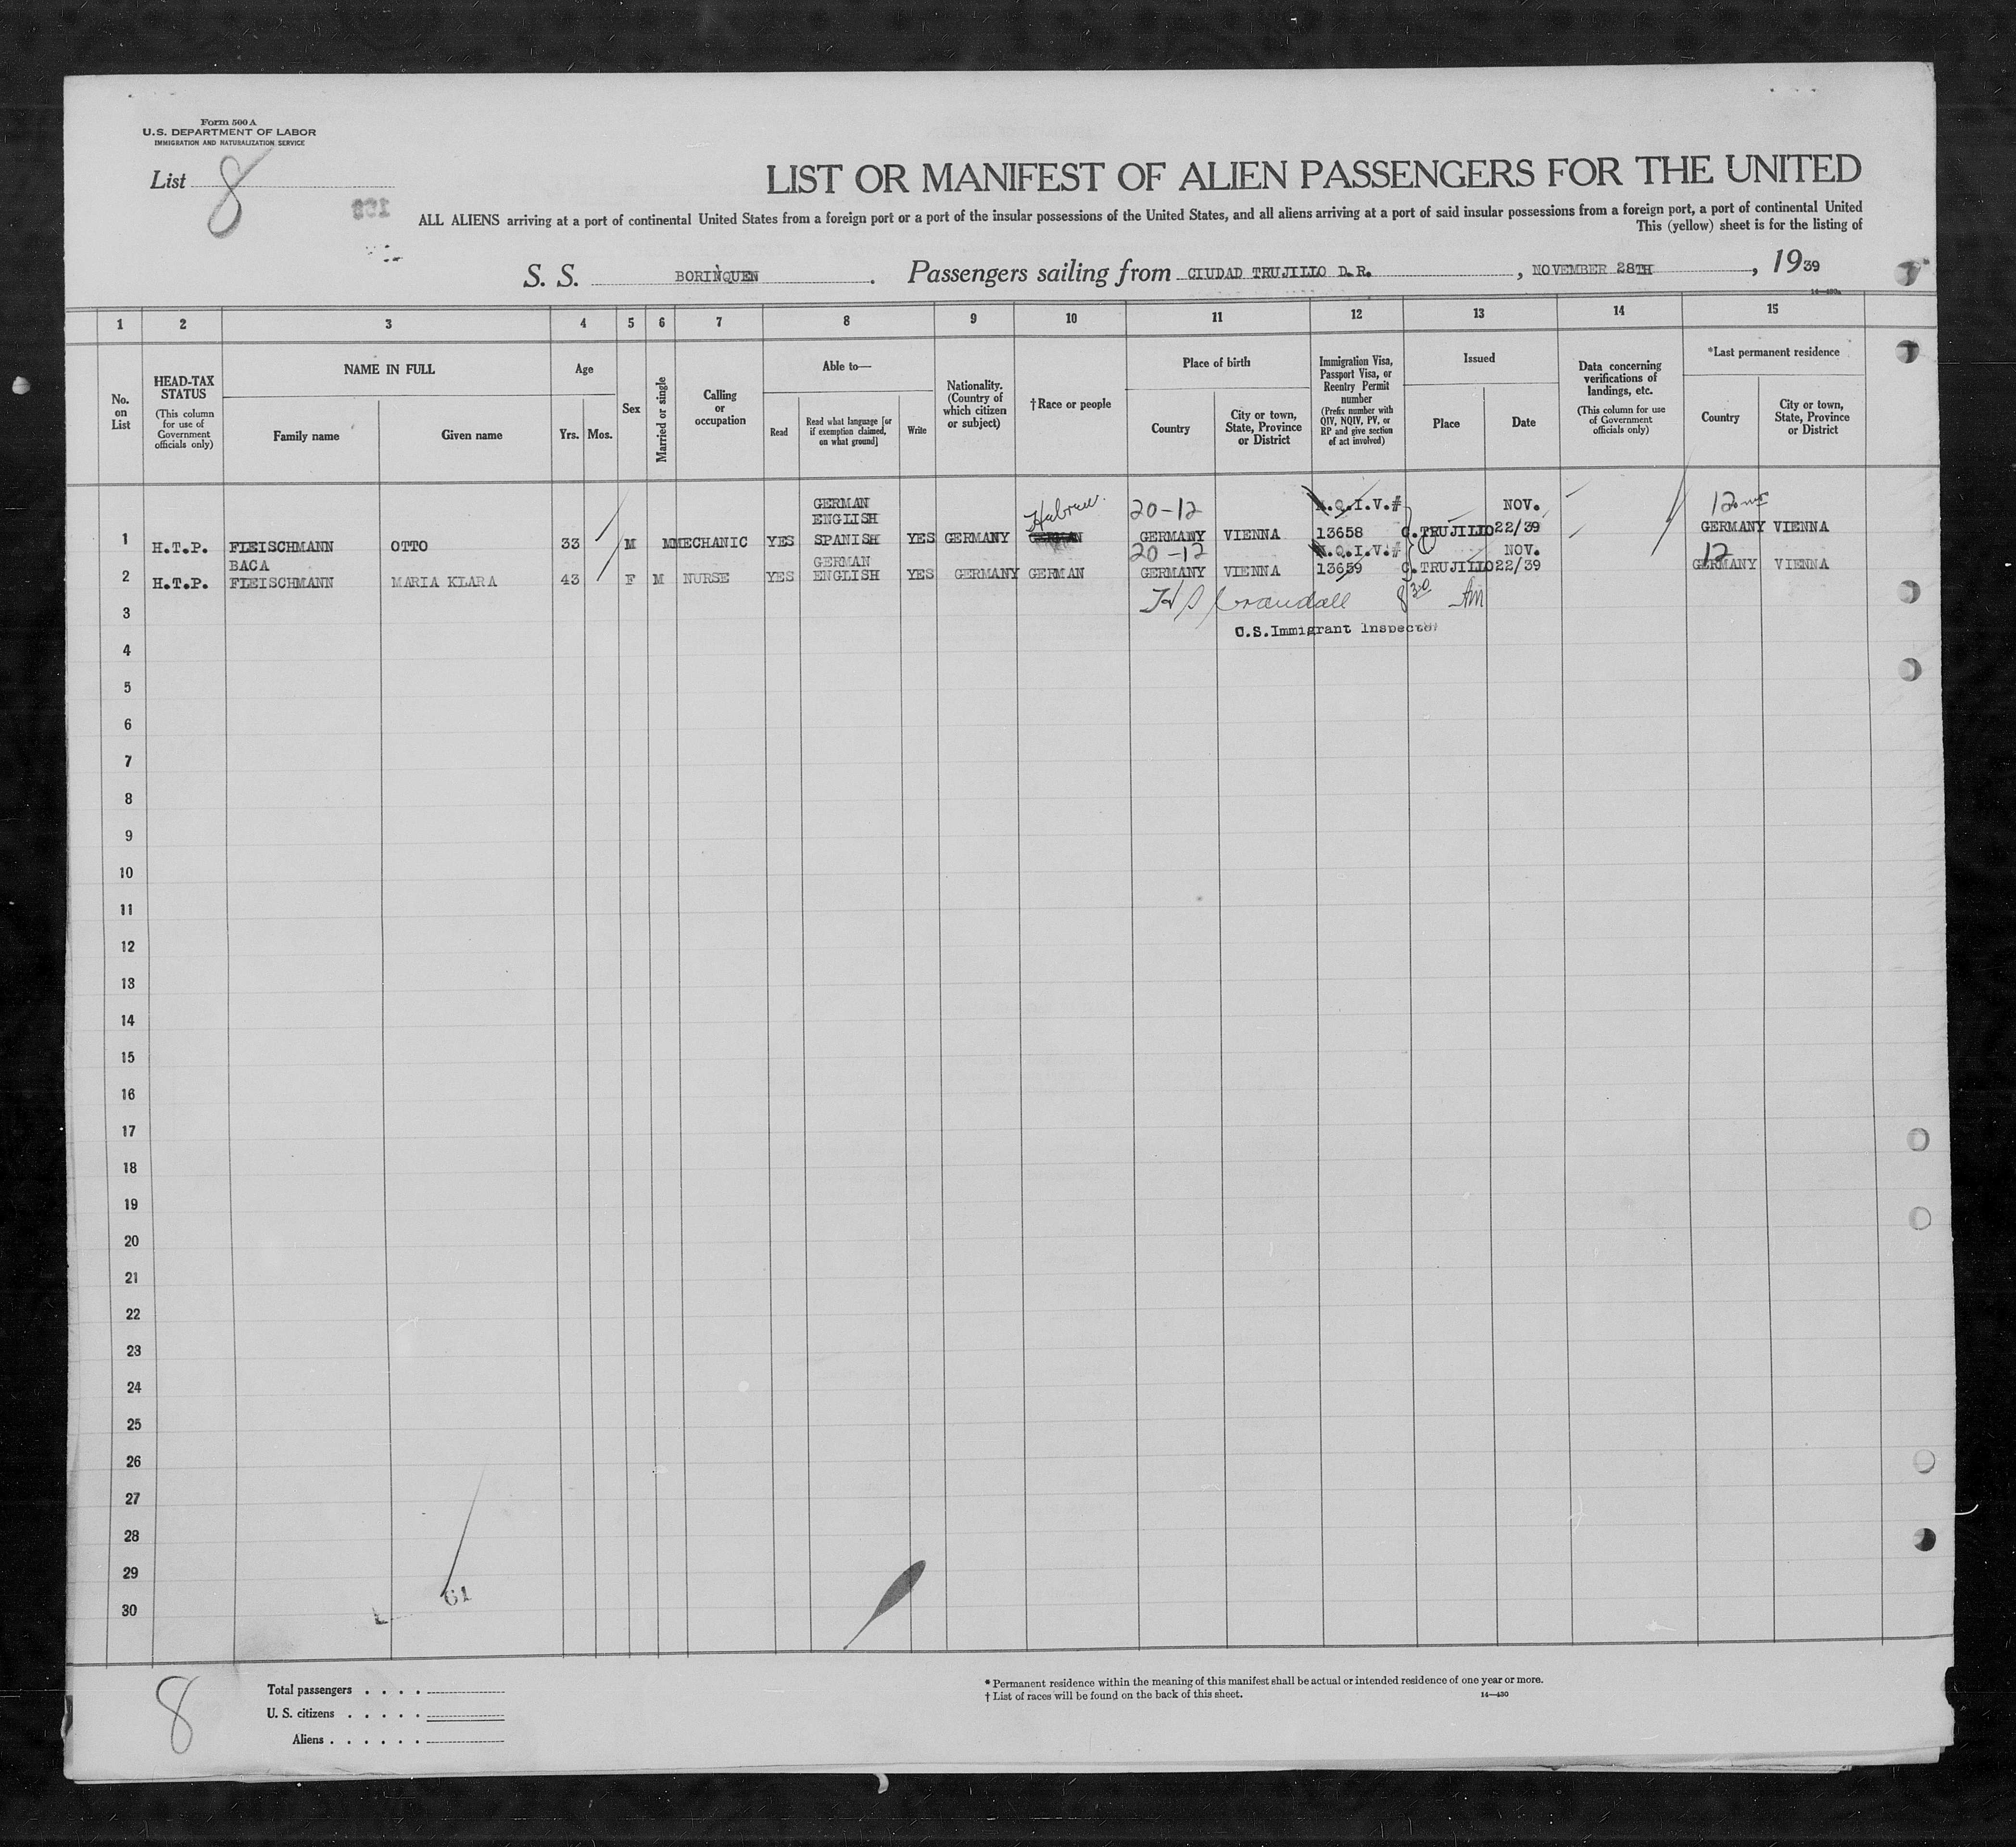 Form 500 A
U.S. DEPARTMENT OF LABOR
IMMIGRATION AND NATURALIZATION SERVICE
List 8
LIST OR MANIFEST OF ALIEN PASSENGERS FOR THE UNITED
ALL ALIENS arriving at a port of continental United States from a foreign port or a port of the insular possessions of the United States, and all aliens arriving at a port of said insular possessions from a foreign port, a port of continental United
This (yellow) sheet is for the listing of
S. S. BORINQUEN. Passengers sailing from CIUDAD TRUJILLO D.R., NOVEMBER 28TH, 1939
1 2 3 4 5 6 7 8 9 10 11 12 13 14 15
No. on List
HEAD-TAX STATUS
(This column for use of Government officials only)
NAME IN FULL
Family name Given name
Age
Yrs. Mos.
Sex
Married or single
Calling or occupation
Able to—
Read
Read what language [or if exemption claimed, on what ground]
Write
Nationality. (Country of which citizen or subject)
†Race or people
Place of birth
Country
City or town, State, Province or District
Immigration Visa, Passport Visa, or Reentry Permit number
(Prefix number with QIV, NQIV, PV, or RP and give section of act involved)
Issued
Place Date
Data concerning verifications of landings, etc.
(This column for use of Government officials only)
*Last permanent residence
Country
City or town, State, Province or District
GERMAN Hebrew 20-12 N.Q.I.V.# NOV. 12
ENGLISH
1 H.T.P. FLEISCHMANN OTTO 33 M M MECHANIC YES SPANISH YES GERMANY GERMAN GERMANY VIENNA 13658 C.TRUJILLO 22/39 GERMANY VIENNA
BACA GERMAN 20-12 N.Q.I.V.# NOV. 12
2 H.T.P. FLEISCHMANN MARIA KLARA 43 F M NURSE YES ENGLISH YES GERMANY GERMAN GERMANY VIENNA 13659 C.TRUJILLO 22/39 GERMANY VIENNA
3 Crandall 8 30 Am
U.S.Immigrant Inspector
4
5
6
7
8
9
10
11
12
13
14
15
16
17
18
19
20
21
22
23
24
25
26
27
28
29
61
30
8
Total passengers . . . .
U. S. citizens . . . . .
Aliens . . . . . .
* Permanent residence within the meaning of this manifest shall be actual or intended residence of one year or more.
† List of races will be found on the back of this sheet.
14—430